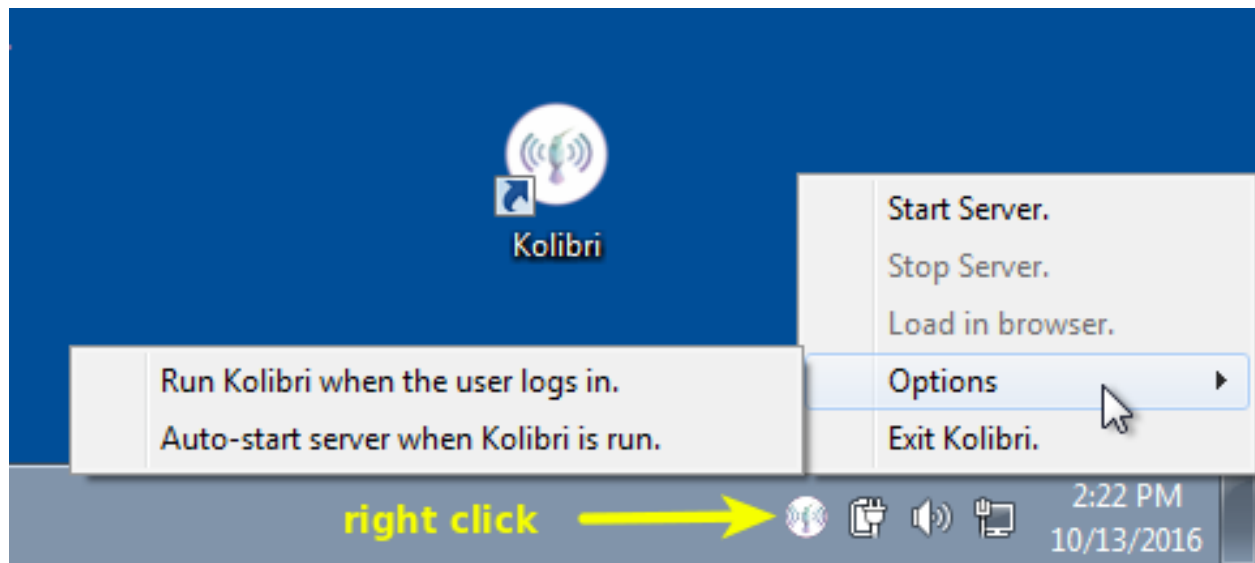 Kolibri
Start Server.
Stop Server.
Load in browser.
Options
Exit Kolibri.
Run Kolibri when the user logs in.
Auto-start server when Kolibri is run.
right click
2:22 PM
10/13/2016